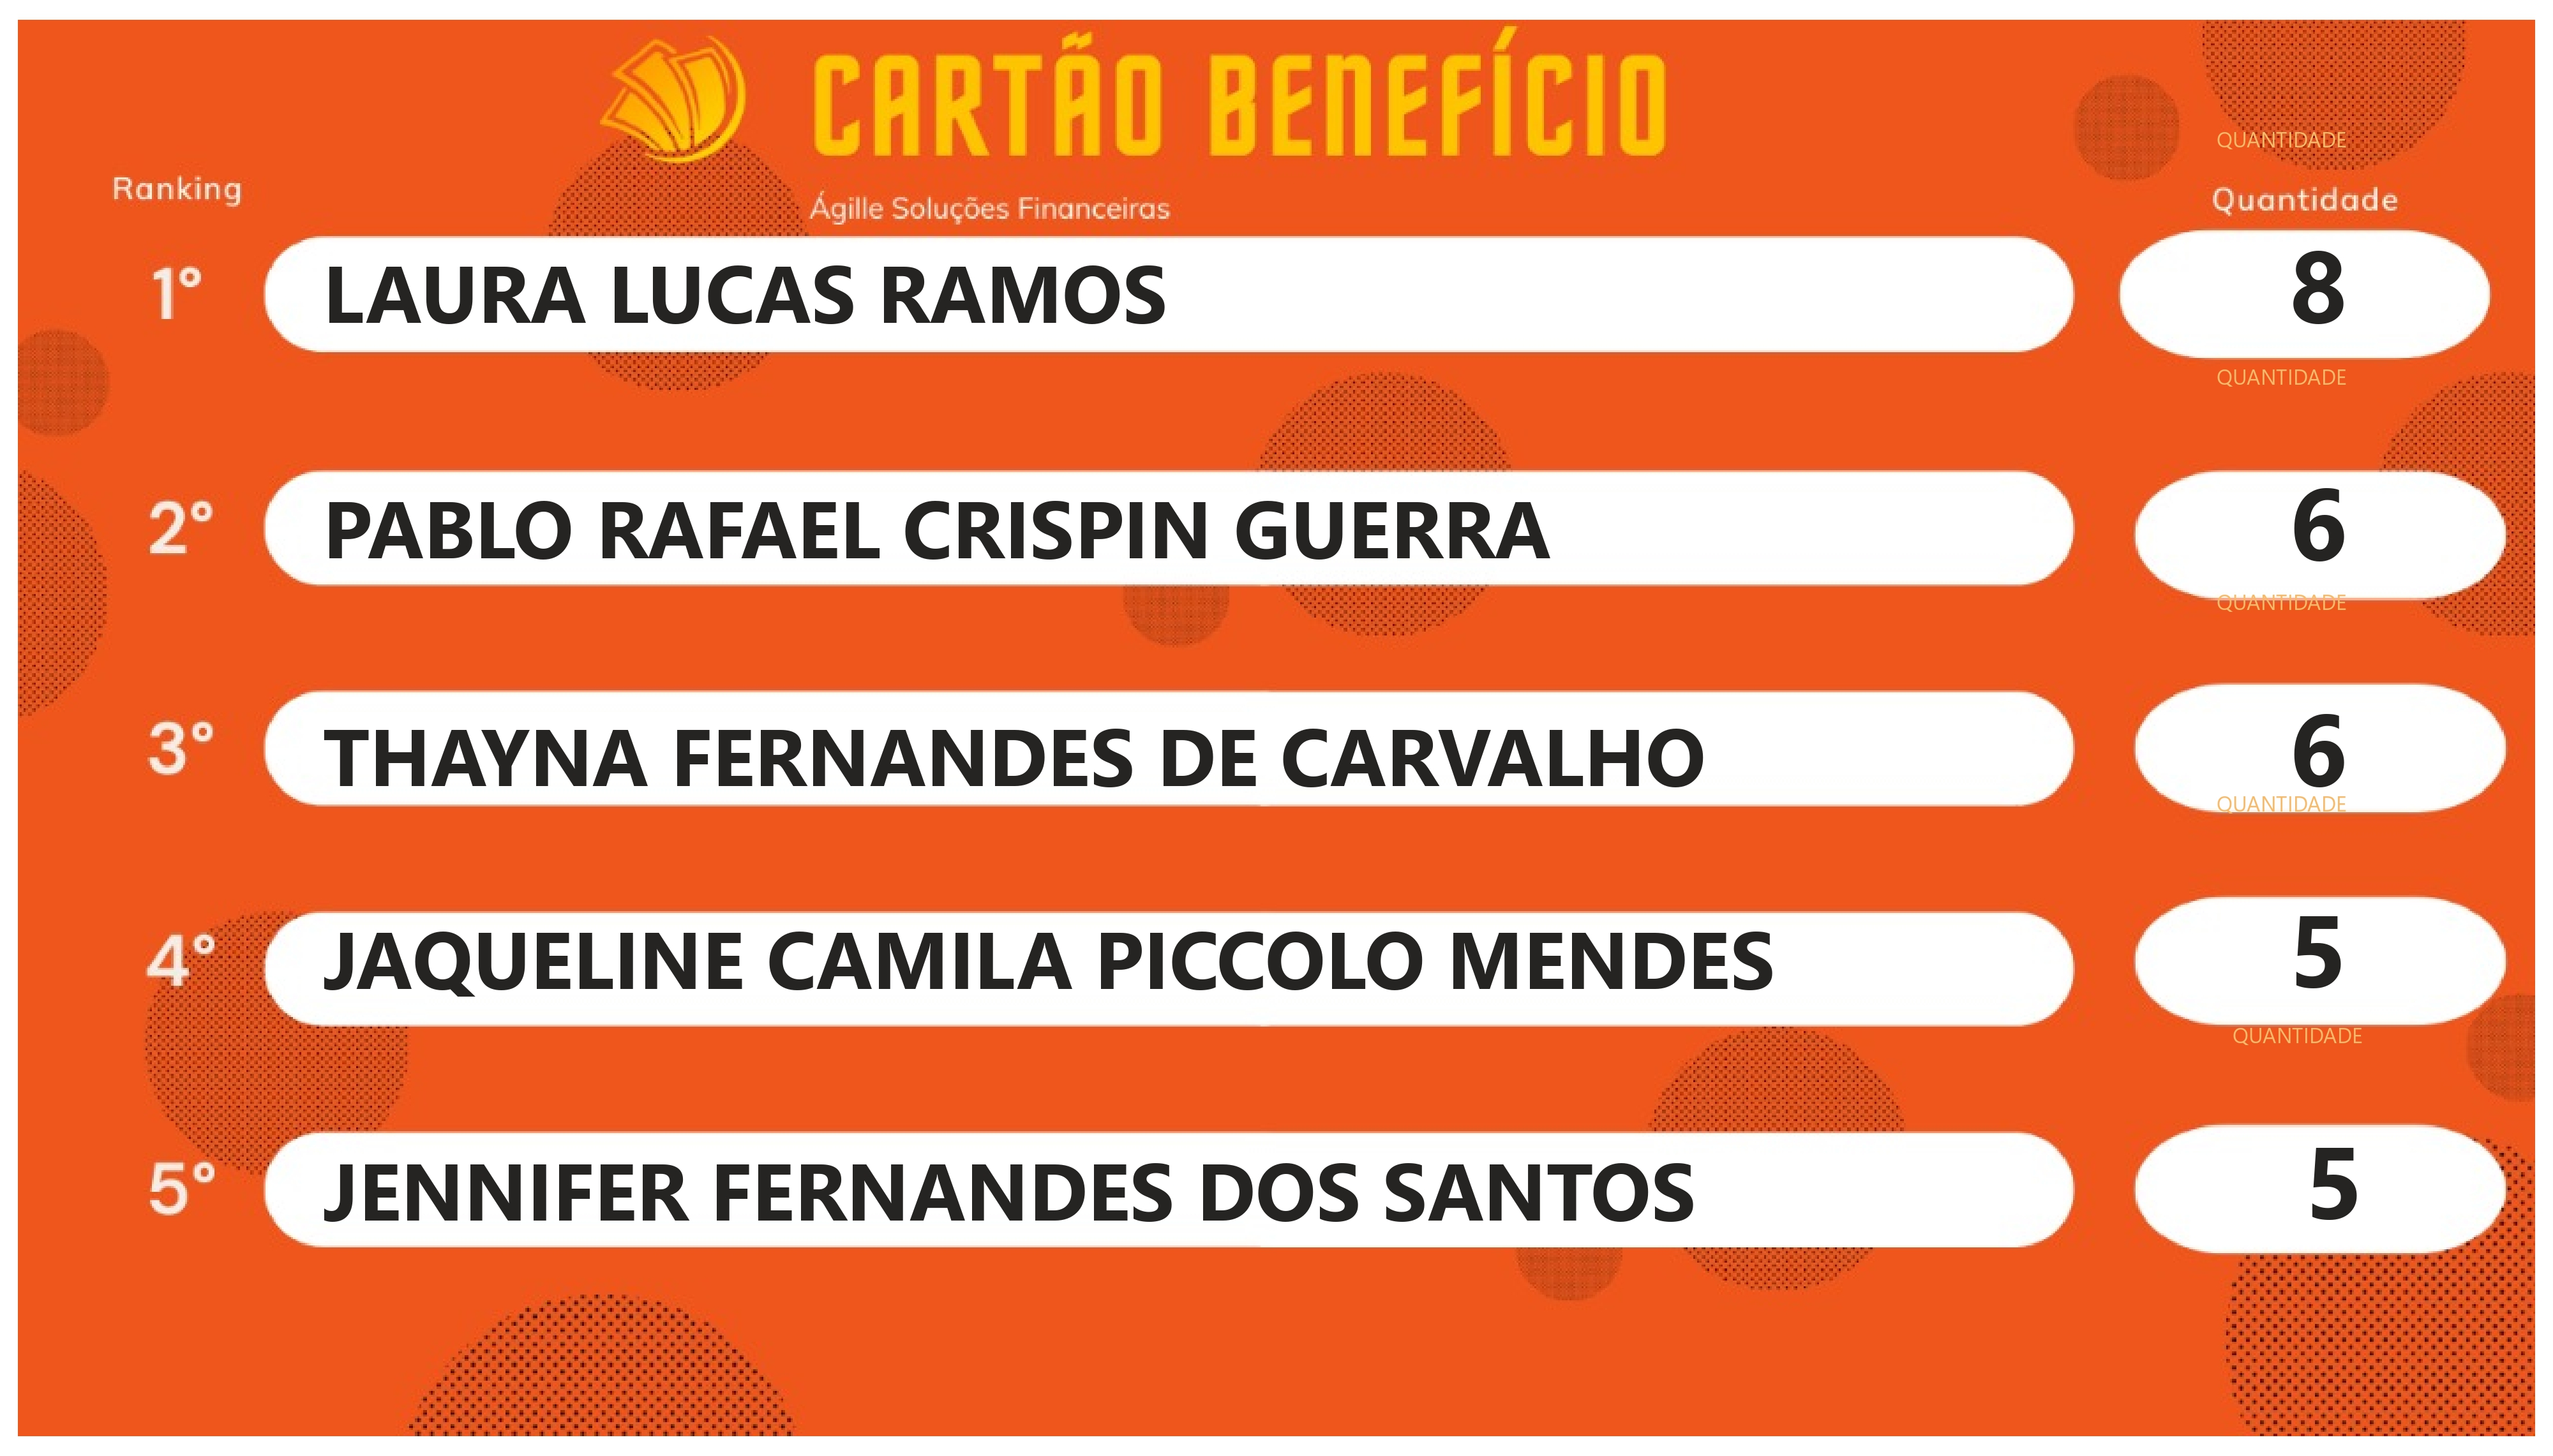 CARTÃO BENEFÍCIO
QUANTIDADE
Ranking
Ágille Soluções Financeiras
Quantidade
1° LAURA LUCAS RAMOS 8
QUANTIDADE
2° PABLO RAFAEL CRISPIN GUERRA 6
QUANTIDADE
3° THAYNA FERNANDES DE CARVALHO 6
QUANTIDADE
4° JAQUELINE CAMILA PICCOLO MENDES 5
QUANTIDADE
5° JENNIFER FERNANDES DOS SANTOS 5